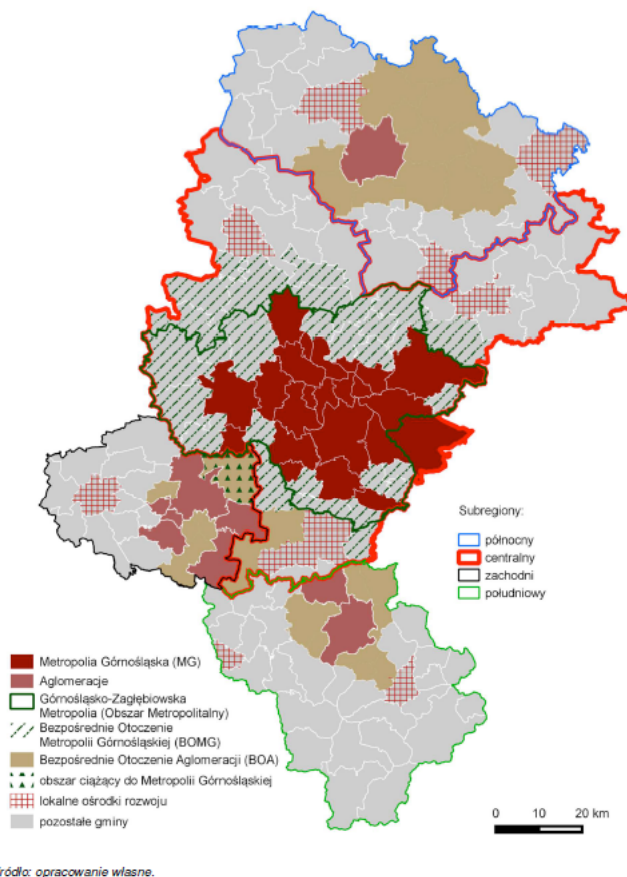 Subregiony:
północny
centralny
zachodni
południowy
Metropolia Górnośląska (MG)
Aglomeracje
Górnośląsko-Zagłębiowska
Metropolia (Obszar Metropolitalny)
Bezpośrednie Otoczenie
Metropolii Górnośląskiej (BOMG)
Bezpośrednie Otoczenie Aglomeracji (BOA)
obszar ciążący do Metropolii Górnośląskiej
lokalne ośrodki rozwoju
pozostałe gminy
0 10 20 km
ródło: opracowanie własne.